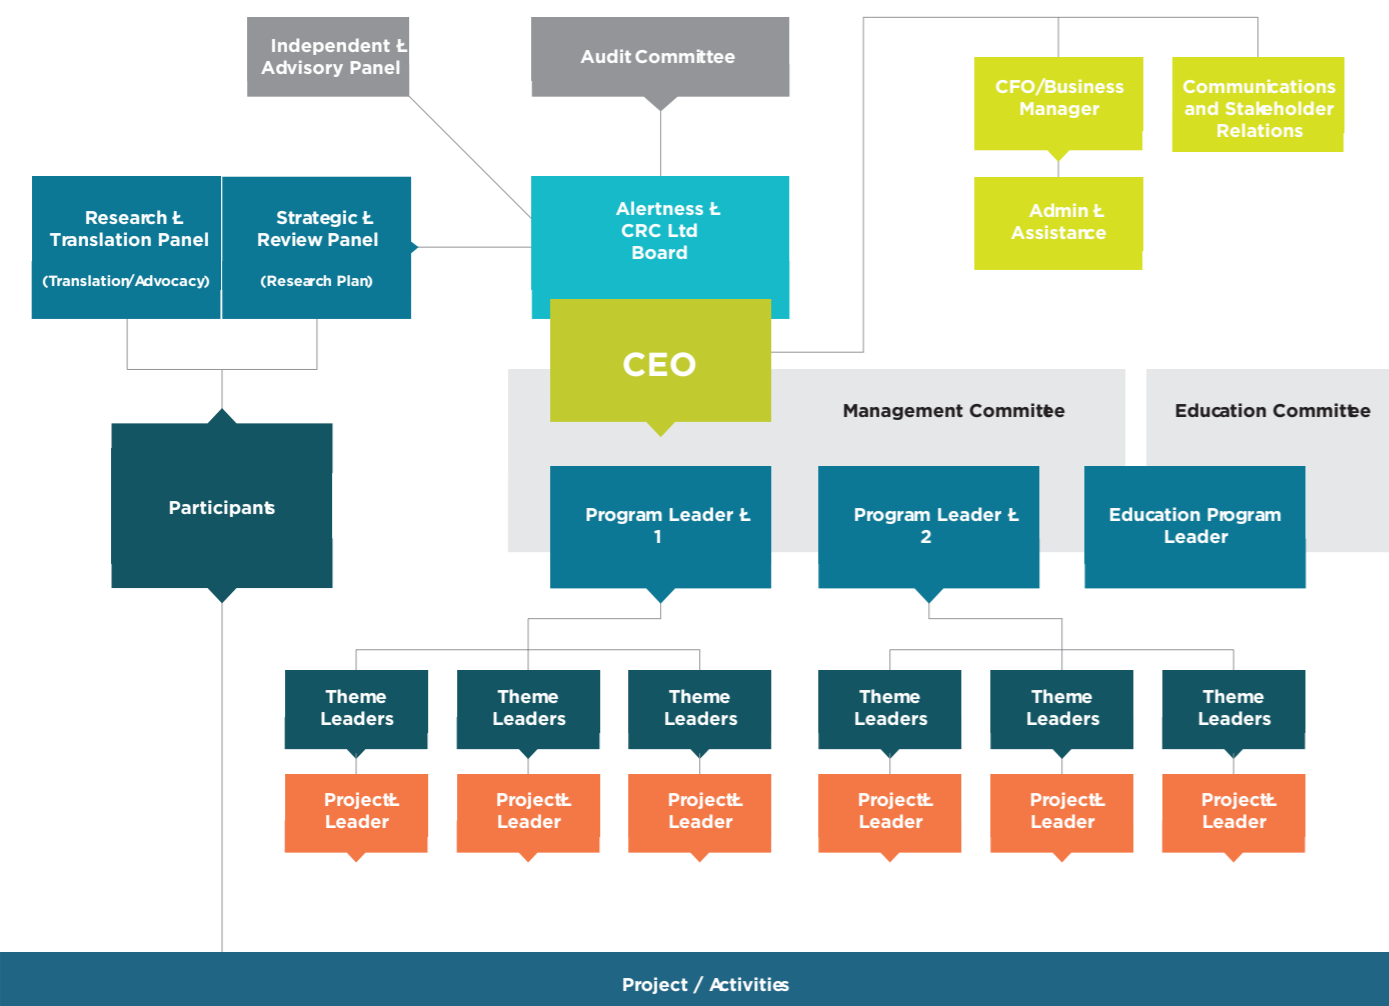 Independent Ł
Advisory Panel
Audit Committee
CFO/Business
Manager
Communications
and Stakeholder
Relations
Research Ł
Translation Panel
(Translation/Advocacy)
Strategic Ł
Review Panel
(Research Plan)
Alertness Ł
CRC Ltd
Board
Admin Ł
Assistance
CEO
Management Committee
Education Committee
Participants
Program Leader Ł
1
Program Leader Ł
2
Education Program
Leader
Theme
Leaders
Theme
Leaders
Theme
Leaders
Theme
Leaders
Theme
Leaders
Theme
Leaders
Project Ł
Leader
Project Ł
Leader
Project Ł
Leader
Project Ł
Leader
Project Ł
Leader
Project Ł
Leader
Project / Activities